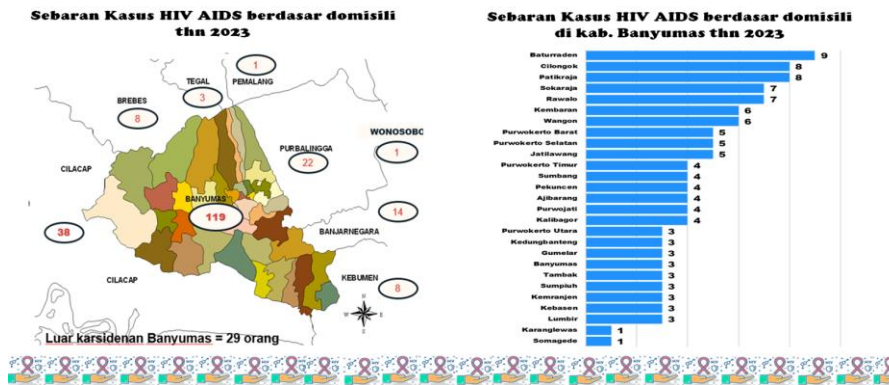 Sebaran Kasus HIV AIDS berdasar domisili
thn 2023
1
TEGAL
PEMALANG
3
BREBES
8
WONOSOBO
1
PURBALINGGA
22
CILACAP
BANYUMAS
119
14
38
BANJARNEGARA
CILACAP
KEBUMEN
8
Luar karsidenan Banyumas = 29 orang
Sebaran Kasus HIV AIDS berdasar domisili
di kab. Banyumas thn 2023
Baturraden 9
Cilongok 8
Patikraja 8
Sokaraja 7
Rawalo 7
Kembaran 6
Wangon 6
Purwokerto Barat 5
Purwokerto Selatan 5
Jatilawang 5
Purwokerto Timur 4
Sumbang 4
Pekuncen 4
Ajibarang 4
Purwojati 4
Kalibagor 4
Purwokerto Utara 3
Kedungbanteng 3
Gumelar 3
Banyumas 3
Tambak 3
Sumpiuh 3
Kemranjen 3
Kebasen 3
Lumbir 3
Karanglewas 1
Somagede 1